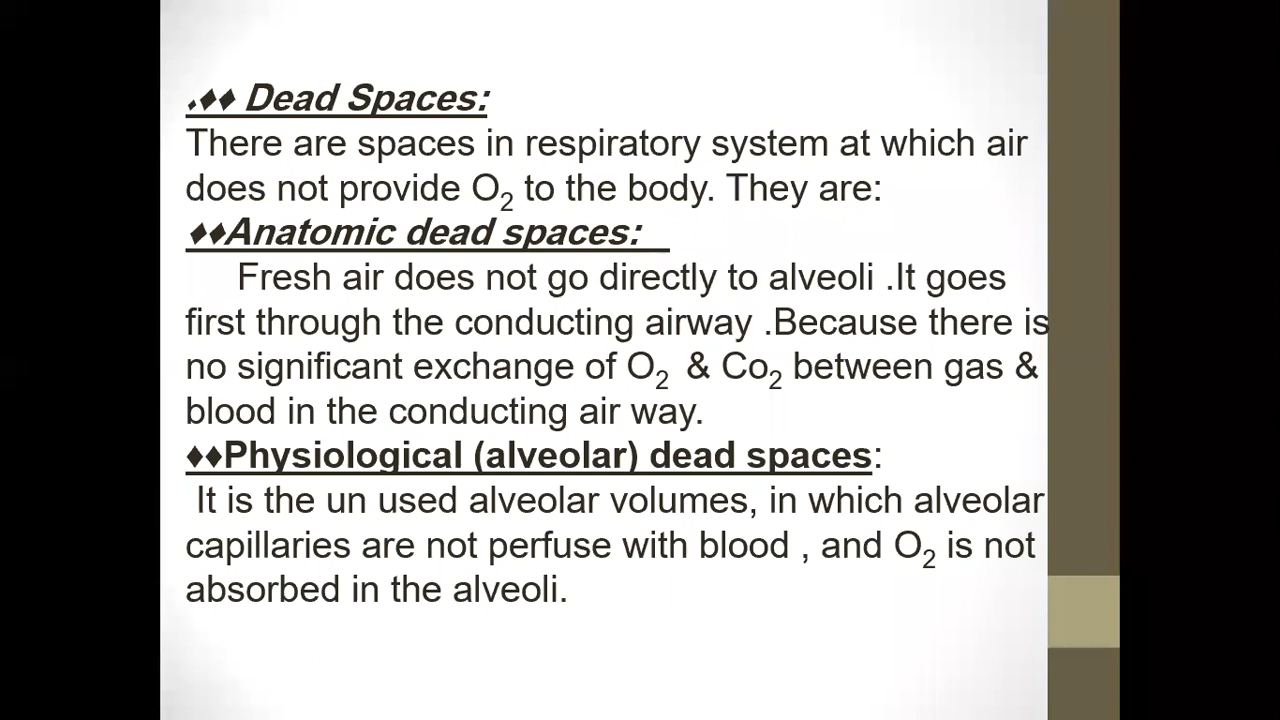 .♦♦ Dead Spaces:
There are spaces in respiratory system at which air
does not provide O₂ to the body. They are:
♦♦Anatomic dead spaces:
Fresh air does not go directly to alveoli .It goes
first through the conducting airway .Because there is
no significant exchange of O₂ & Co₂ between gas &
blood in the conducting air way.
♦♦Physiological (alveolar) dead spaces:
It is the un used alveolar volumes, in which alveolar
capillaries are not perfuse with blood , and O₂ is not
absorbed in the alveoli.